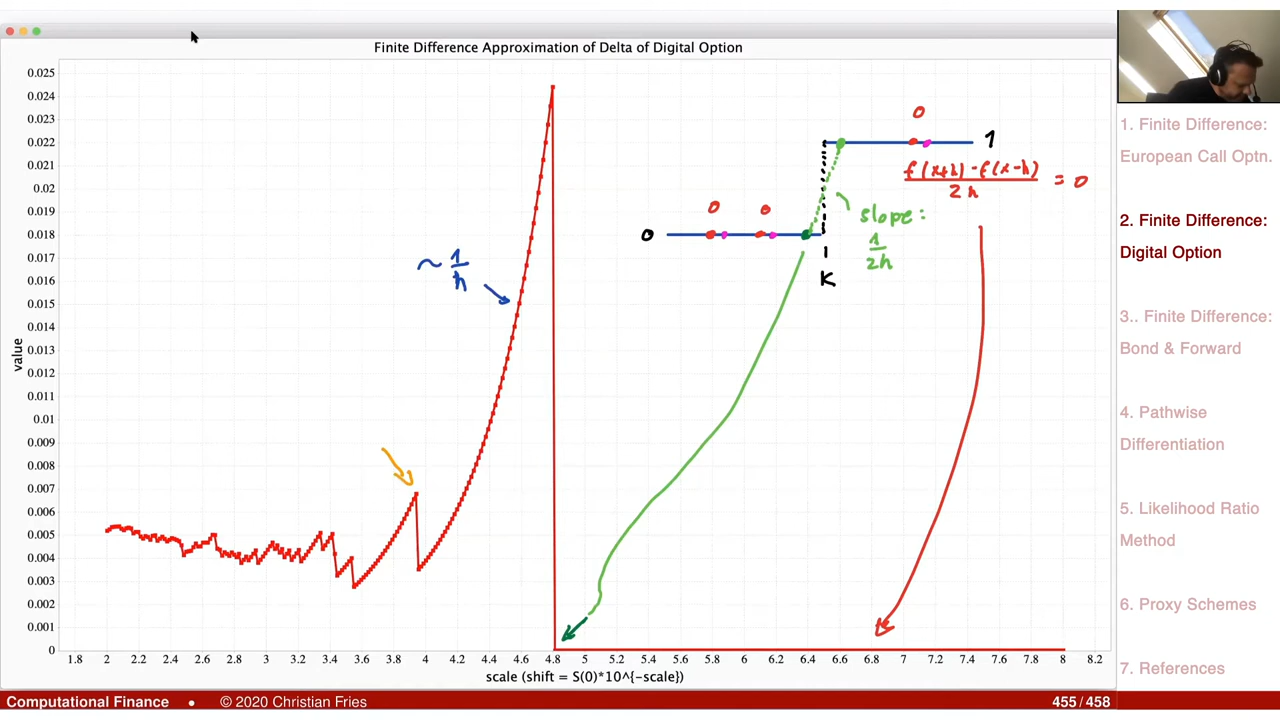 Finite Difference Approximation of Delta of Digital Option
0.025
0.024
0.023
0.022
0.021
0.02
0.019
0.018
0.017
0.016
0.015
0.014
0.013
0.012
0.011
0.01
0.009
0.008
0.007
0.006
0.005
0.004
0.003
0.002
0.001
0
value
1.8 2 2.2 2.4 2.6 2.8 3 3.2 3.4 3.6 3.8 4 4.2 4.4 4.6 4.8 5 5.2 5.4 5.6 5.8 6 6.2 6.4 6.6 6.8 7 7.2 7.4 7.6 7.8 8 8.2
scale (shift = S(0)*10^{-scale})
~ 1/h
0
1
f(x+h) - f(x-h)
2h
= 0
0 0
0
slope:
1
2h
K
1. Finite Difference:
European Call Optn.
2. Finite Difference:
Digital Option
3.. Finite Difference:
Bond & Forward
4. Pathwise
Differentiation
5. Likelihood Ratio
Method
6. Proxy Schemes
7. References
Computational Finance • © 2020 Christian Fries 455/458